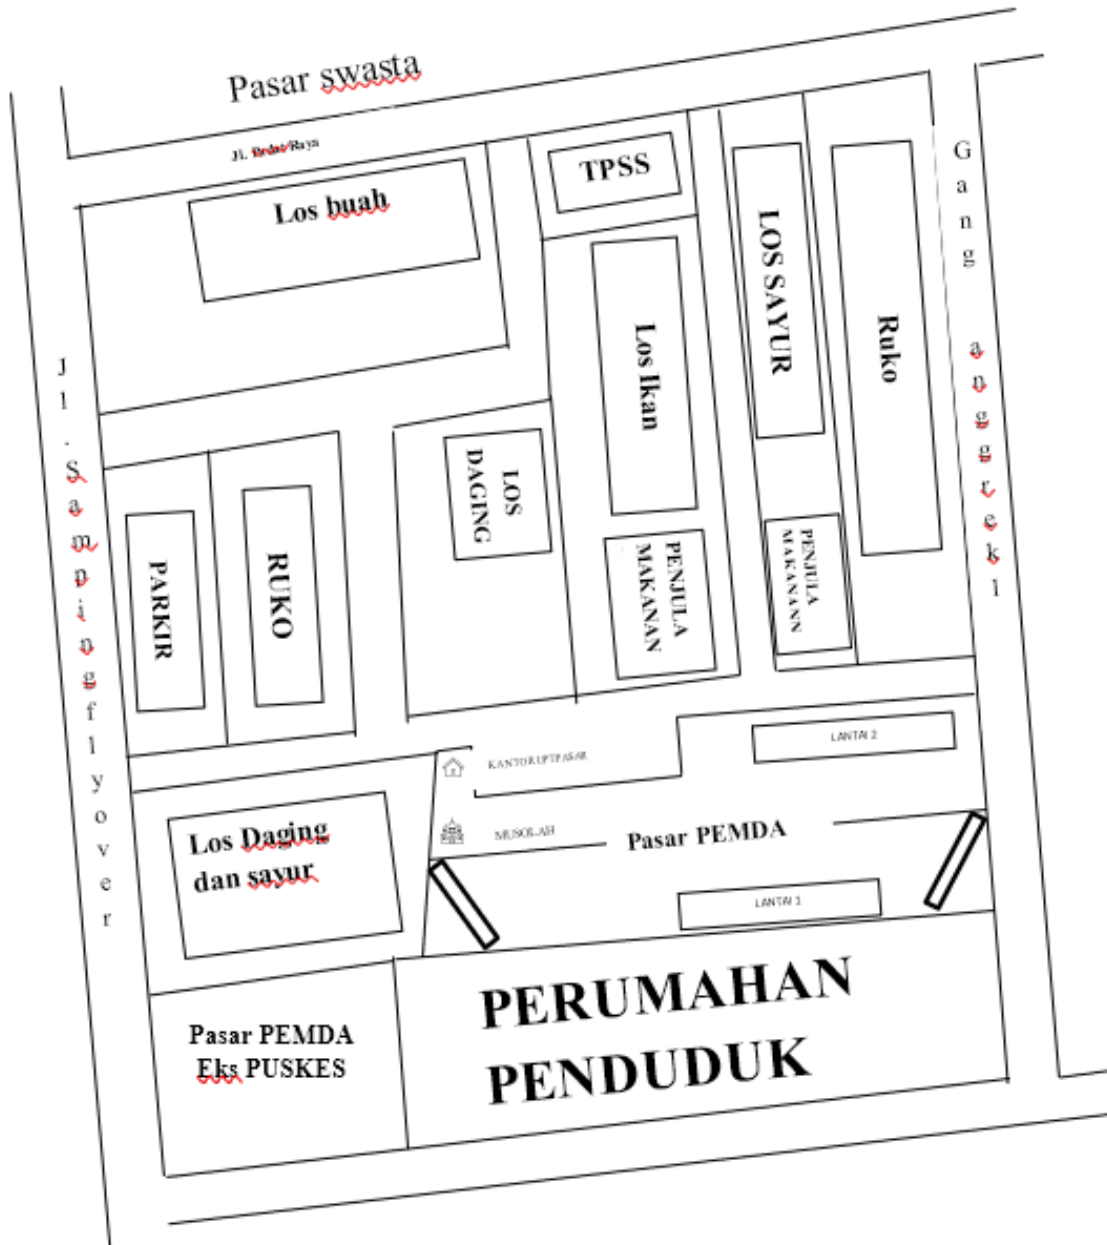 Pasar swasta
Jl. Raya
Los buah
TPSS
LOS SAYUR
Ruko
Gang anggrek1
Los Ikan
LOS
DAGING
Jl. Samping flyover
PARKIR
RUKO
PENJULA
MAKANAN
PENJULA
MAKANANN
KANTOR UPT PASAR
LANTAI 2
MUSOLAH
Pasar PEMDA
Los Daging
dan sayur
LANTAI 1
PERUMAHAN
PENDUDUK
Pasar PEMDA
Eks PUSKES